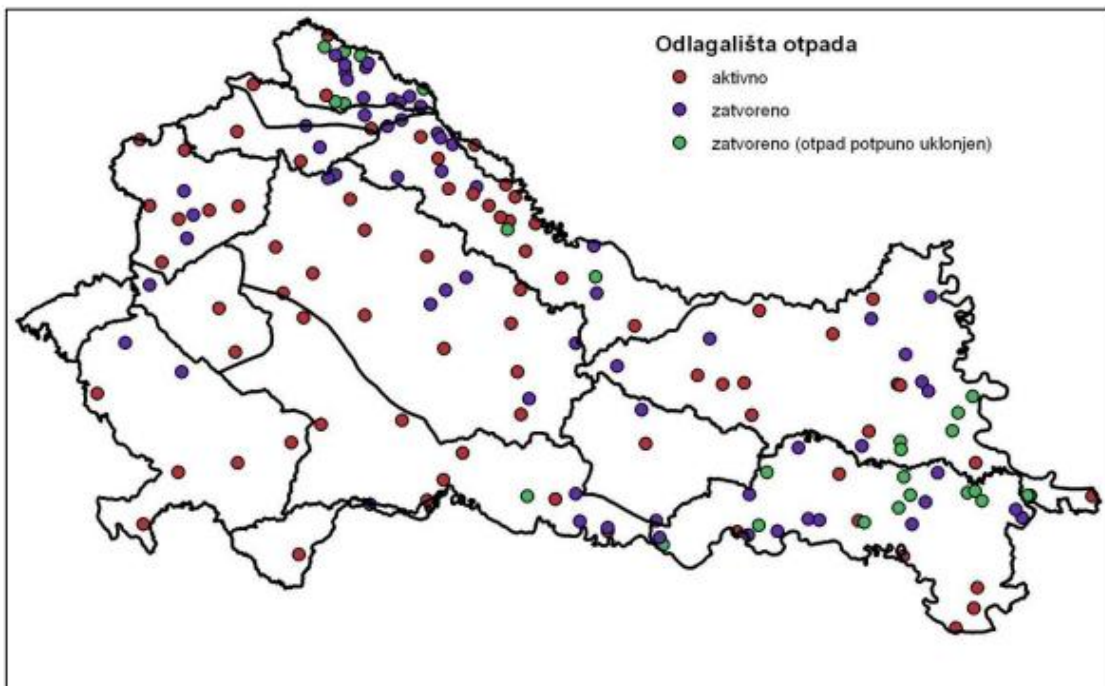 Odlagališta otpada
aktivno
zatvoreno
zatvoreno (otpad potpuno uklonjen)